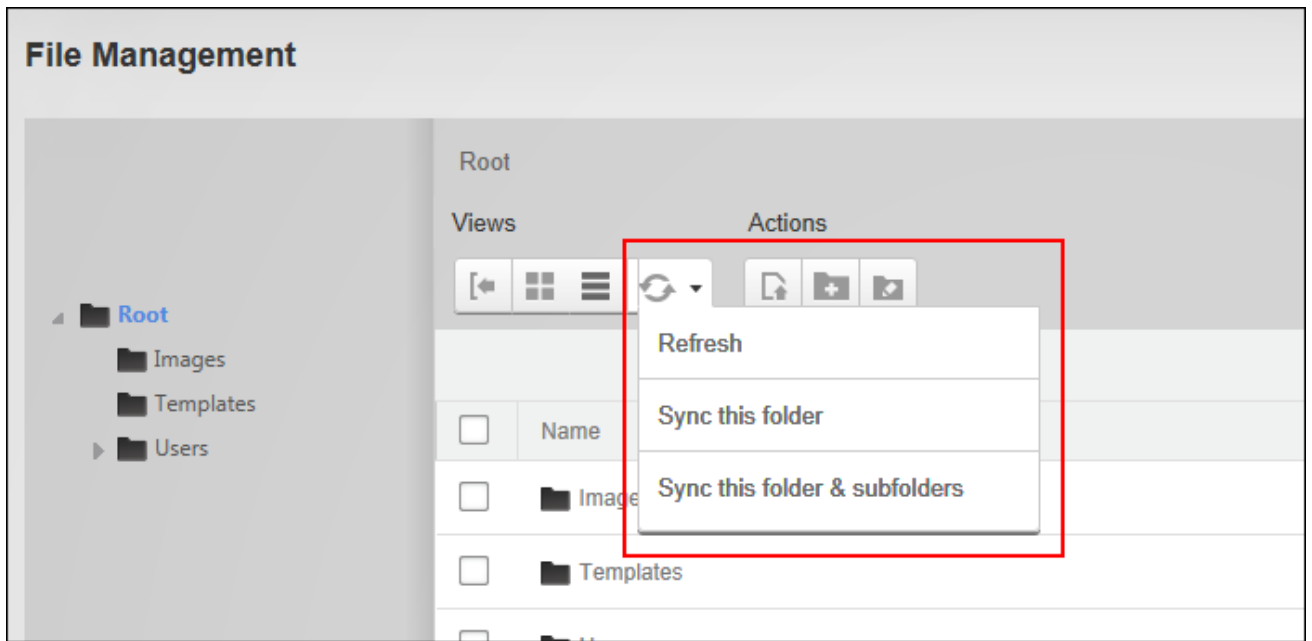 File Management
Root
Views
Actions
Root
Images
Templates
Users
Refresh
Sync this folder
Sync this folder & subfolders
Name
Templates